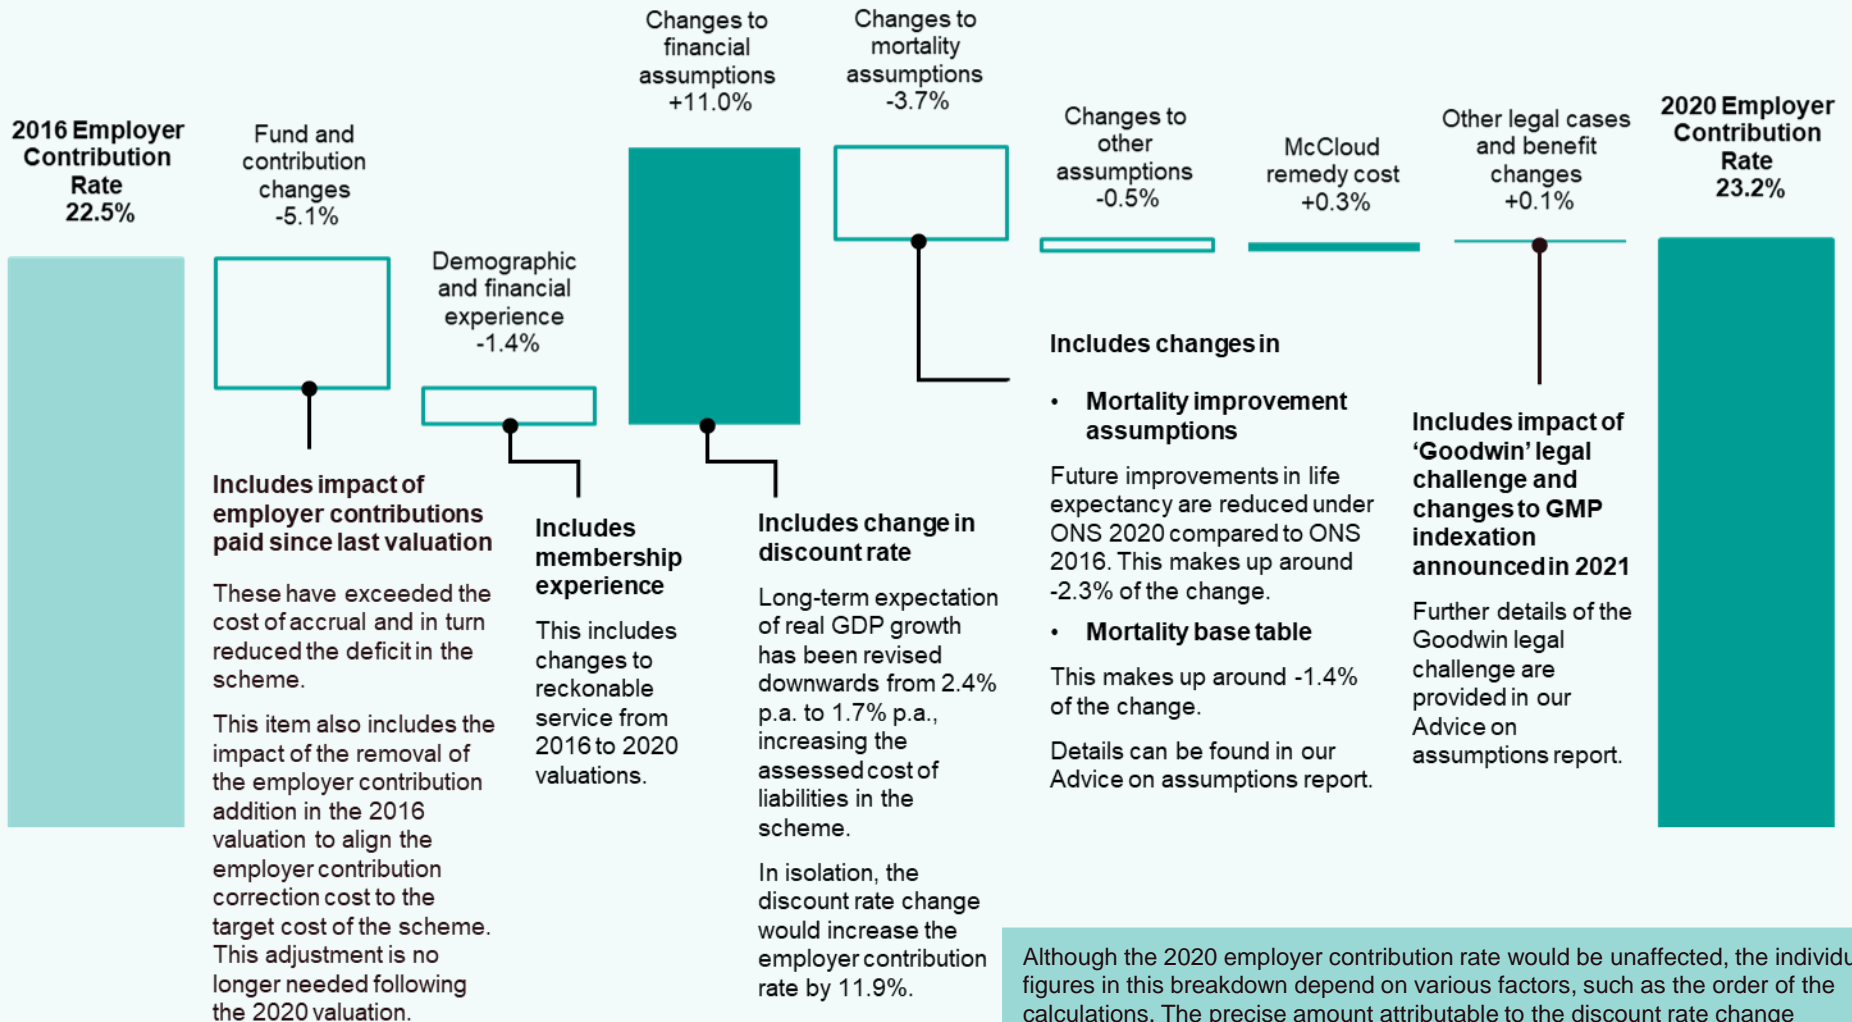 2016 Employer
Contribution
Rate
22.5%
Fund and
contribution
changes
-5.1%
Demographic
and financial
experience
-1.4%
Changes to
financial
assumptions
+11.0%
Changes to
mortality
assumptions
-3.7%
Changes to
other
assumptions
-0.5%
McCloud
remedy cost
+0.3%
Other legal cases
and benefit
changes
+0.1%
2020 Employer
Contribution
Rate
23.2%
Includes impact of
employer contributions
paid since last valuation
These have exceeded the
cost of accrual and in turn
reduced the deficit in the
scheme.
This item also includes the
impact of the removal of
the employer contribution
addition in the 2016
valuation to align the
employer contribution
correction cost to the
target cost of the scheme.
This adjustment is no
longer needed following
the 2020 valuation.
Includes
membership
experience
This includes
changes to
reckonable
service from
2016 to 2020
valuations.
Includes change in
discount rate
Long-term expectation
of real GDP growth
has been revised
downwards from 2.4%
p.a. to 1.7% p.a.,
increasing the
assessed cost of
liabilities in the
scheme.
In isolation, the
discount rate change
would increase the
employer contribution
rate by 11.9%.
Includes changes in
• Mortality improvement
assumptions
Future improvements in life
expectancy are reduced under
ONS 2020 compared to ONS
2016. This makes up around
-2.3% of the change.
• Mortality base table
This makes up around -1.4%
of the change.
Details can be found in our
Advice on assumptions report.
Includes impact of
‘Goodwin’ legal
challenge and
changes to GMP
indexation
announced in 2021
Further details of the
Goodwin legal
challenge are
provided in our
Advice on
assumptions report.
Although the 2020 employer contribution rate would be unaffected, the individu
figures in this breakdown depend on various factors, such as the order of the
calculations. The precise amount attributable to the discount rate change